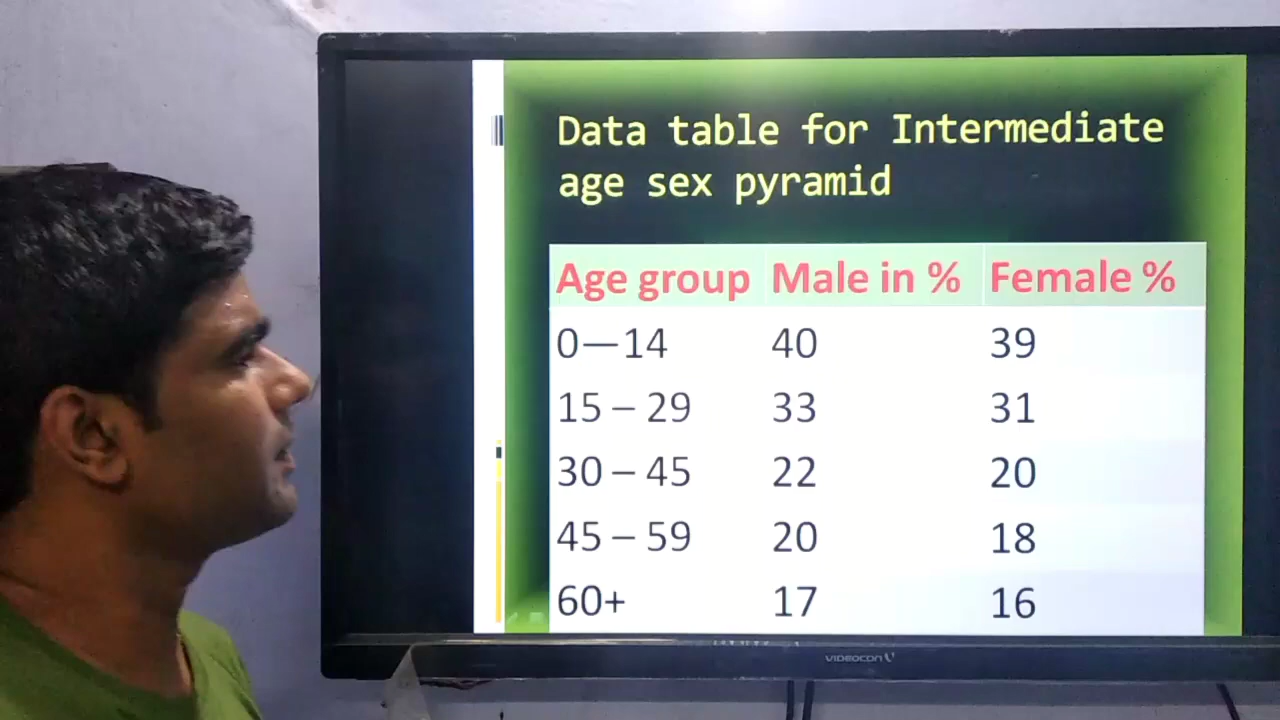 Data table for Intermediate
age sex pyramid
Age group Male in % Female %
0—14 40 39
15 – 29 33 31
30 – 45 22 20
45 – 59 20 18
60+ 17 16
VIDEOCON